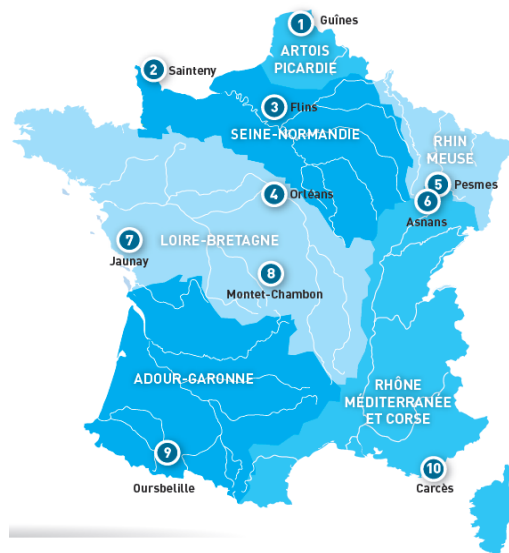 1 Guînes
ARTOIS
PICARDIE
2 Sainteny
3 Flins
SEINE-NORMANDIE
RHIN
MEUSE
5 Pesmes
4 Orléans
6
Asnans
7
Jaunay
LOIRE-BRETAGNE
8
Montet-Chambon
ADOUR-GARONNE
RHÔNE
MÉDITERRANÉE
ET CORSE
9
Oursbelille
10
Carcès